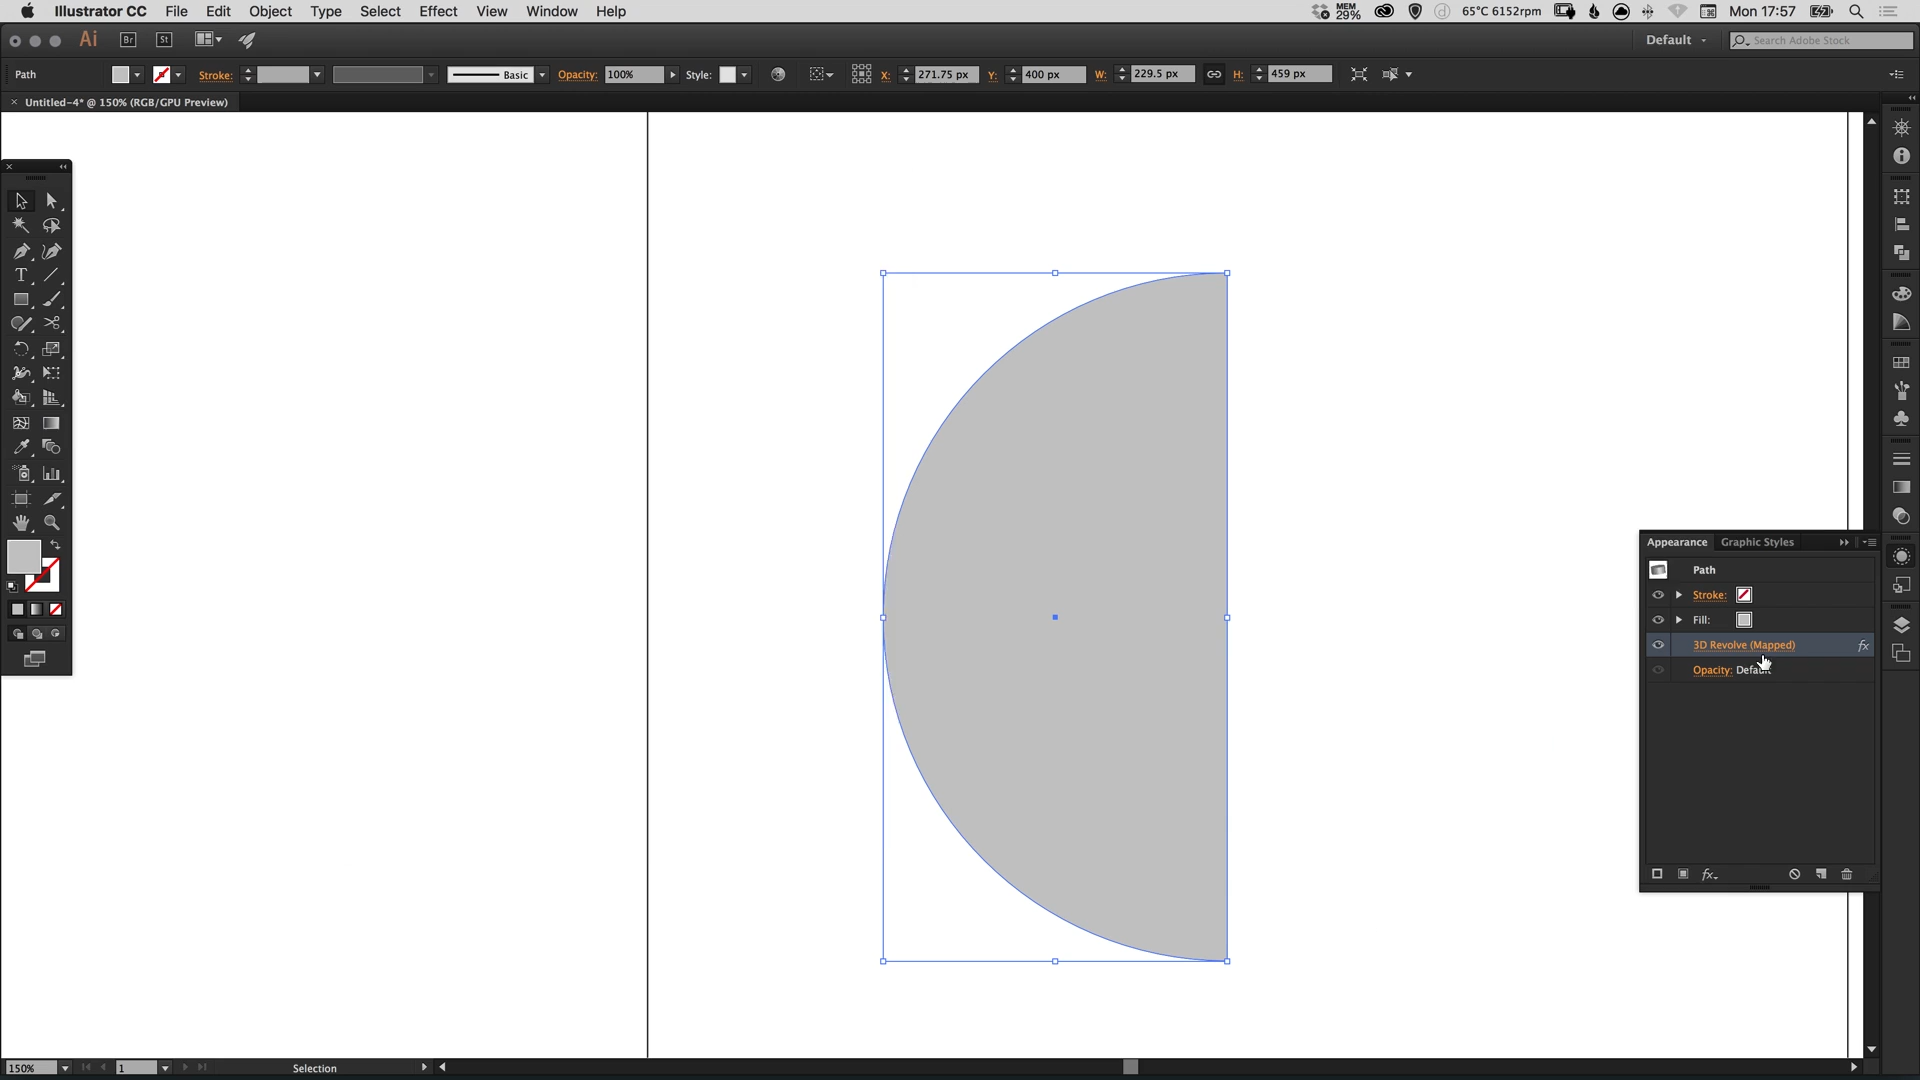 Illustrator CC File Edit Object Type Select Effect View Window Help MEM 29% 65°C 6152rpm Mon 17:57
Ai Br St Default Search Adobe Stock
Path Stroke: Basic Opacity: 100% Style: X: 271.75 px Y: 400 px W: 229.5 px H: 459 px
× Untitled-4* @ 150% (RGB/GPU Preview)
Appearance Graphic Styles
Path
Stroke:
Fill:
3D Revolve (Mapped) fx
Opacity: Default
fx
150% 1 Selection